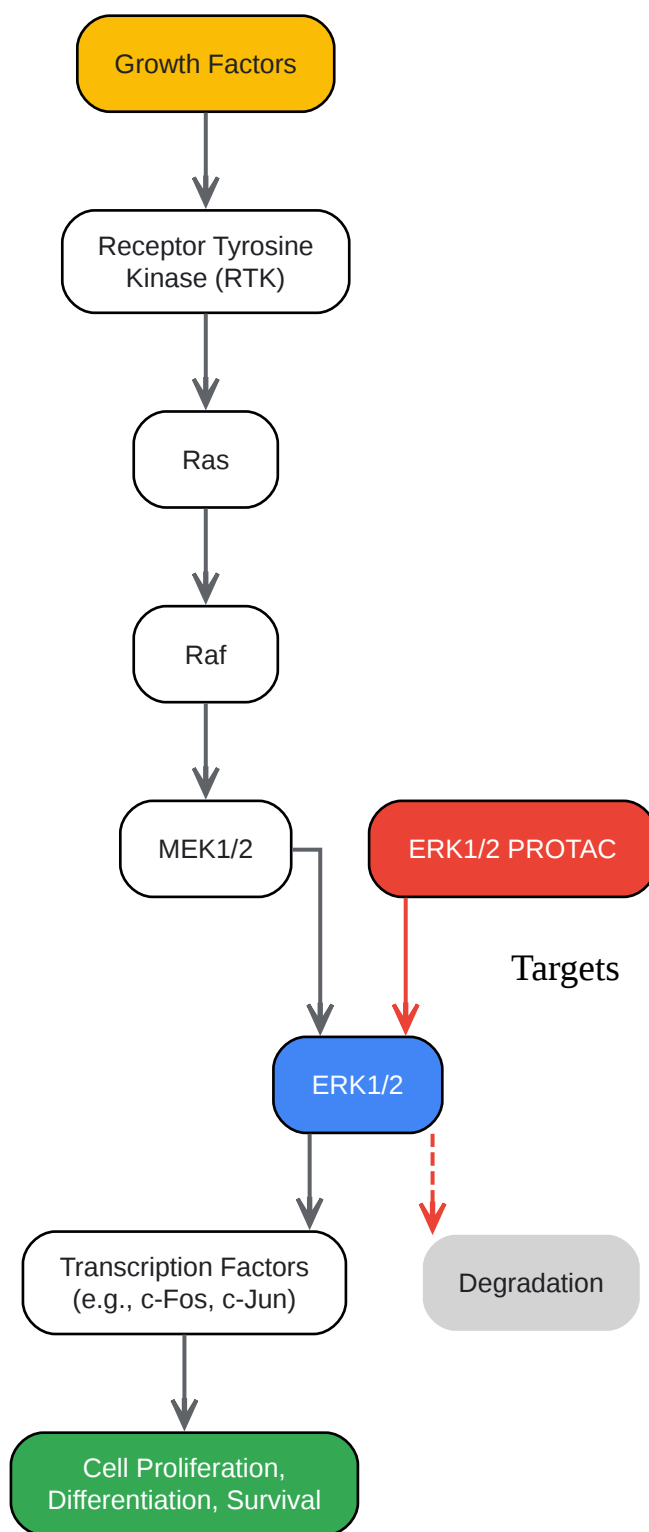 Growth Factors
Receptor Tyrosine
Kinase (RTK)
Ras
Raf
MEK1/2
ERK1/2 PROTAC
Targets
ERK1/2
Transcription Factors
(e.g., c-Fos, c-Jun)
Degradation
Cell Proliferation,
Differentiation, Survival